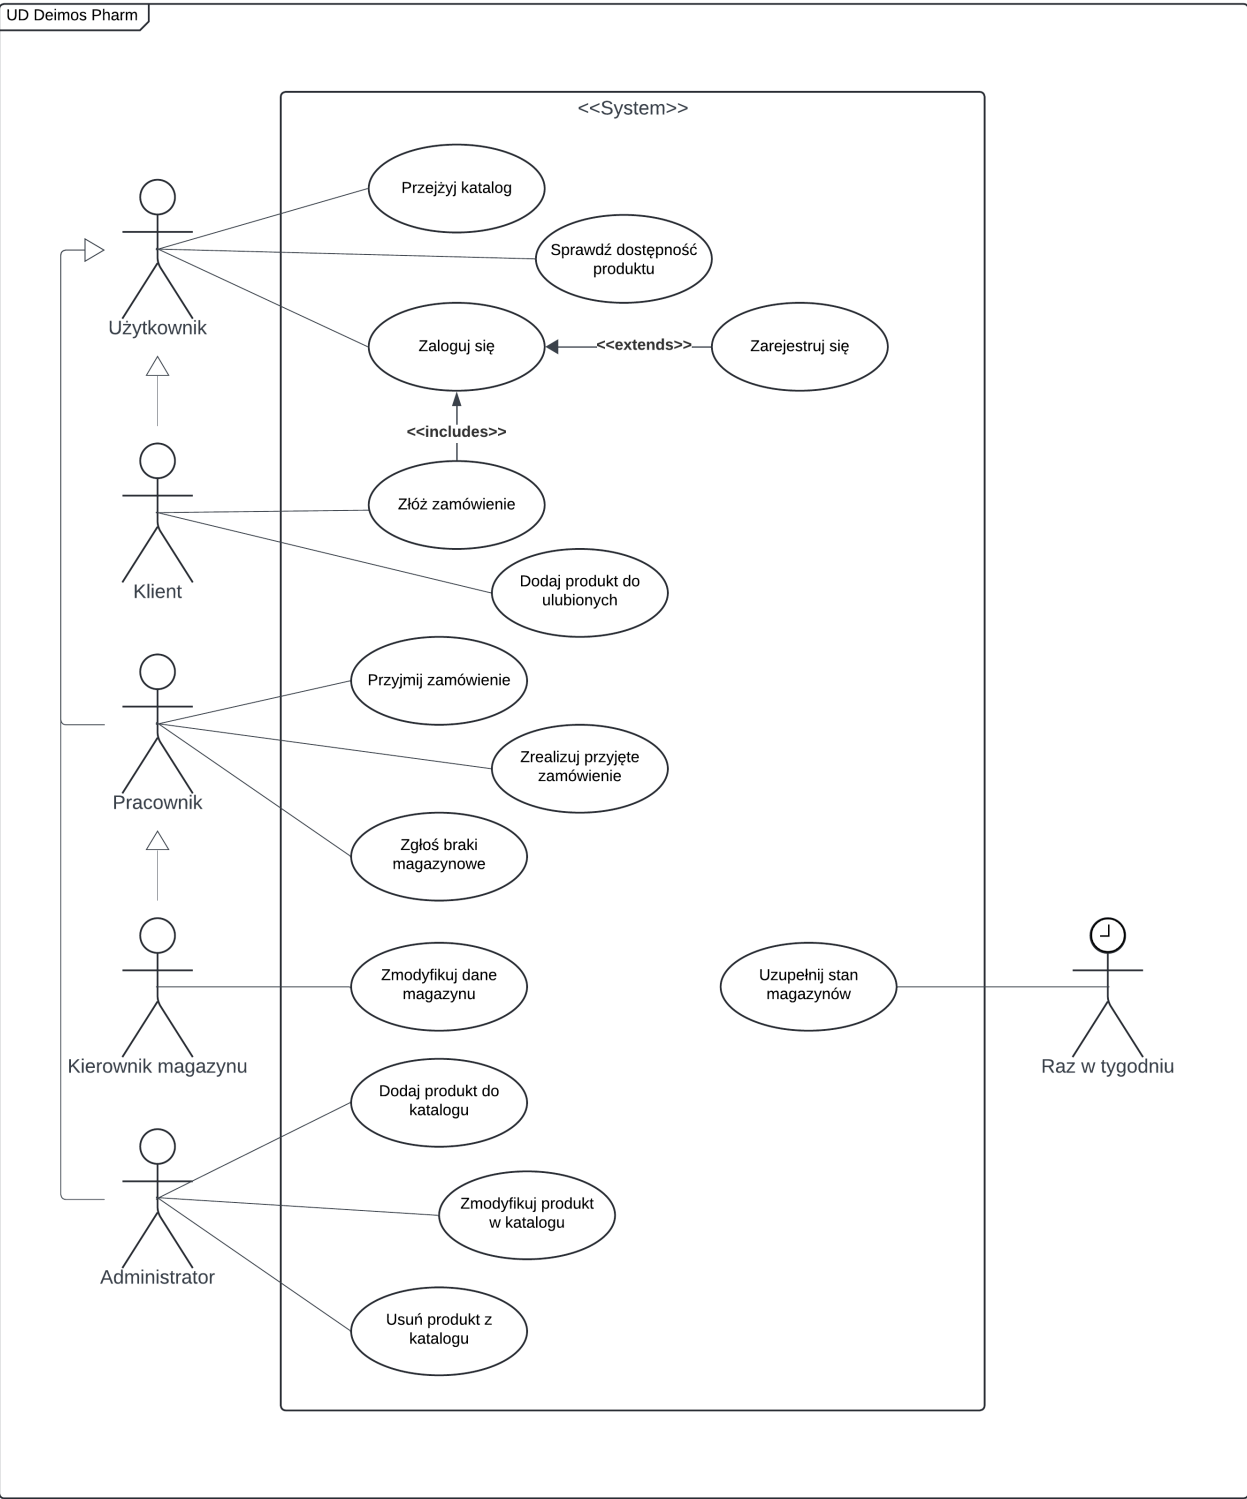 UD Deimos Pharm
<<System>>
Przejżyj katalog
Sprawdź dostępność
produktu
Użytkownik
Zaloguj się
<<extends>>
Zarejestruj się
<<includes>>
Złóż zamówienie
Klient
Dodaj produkt do
ulubionych
Przyjmij zamówienie
Zrealizuj przyjęte
zamówienie
Pracownik
Zgłoś braki
magazynowe
Zmodyfikuj dane
magazynu
Uzupełnij stan
magazynów
Kierownik magazynu
Raz w tygodniu
Dodaj produkt do
katalogu
Zmodyfikuj produkt
w katalogu
Administrator
Usuń produkt z
katalogu